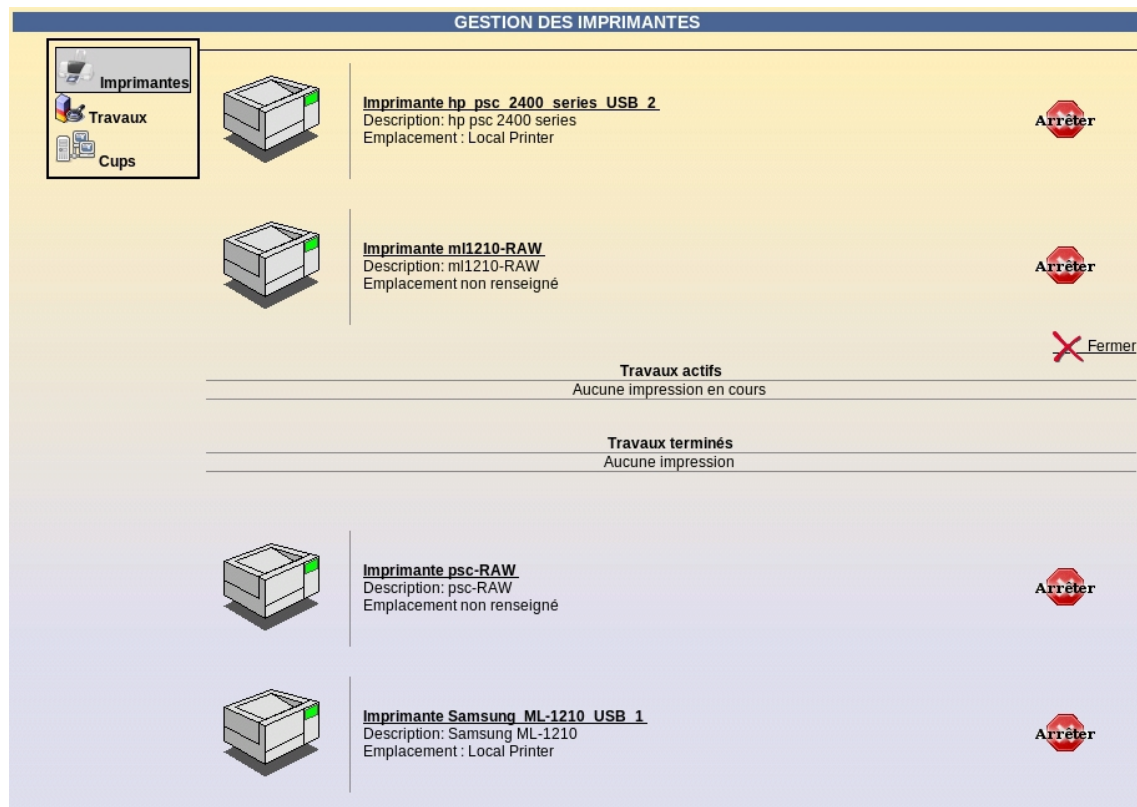 GESTION DES IMPRIMANTES
Imprimantes
Travaux
Cups
Imprimante hp_psc_2400_series_USB_2
Description: hp psc 2400 series
Emplacement : Local Printer
Arrêter
Imprimante ml1210-RAW
Description: ml1210-RAW
Emplacement non renseigné
Arrêter
Fermer
Travaux actifs
Aucune impression en cours
Travaux terminés
Aucune impression
Imprimante psc-RAW
Description: psc-RAW
Emplacement non renseigné
Arrêter
Imprimante Samsung_ML-1210_USB_1
Description: Samsung ML-1210
Emplacement : Local Printer
Arrêter